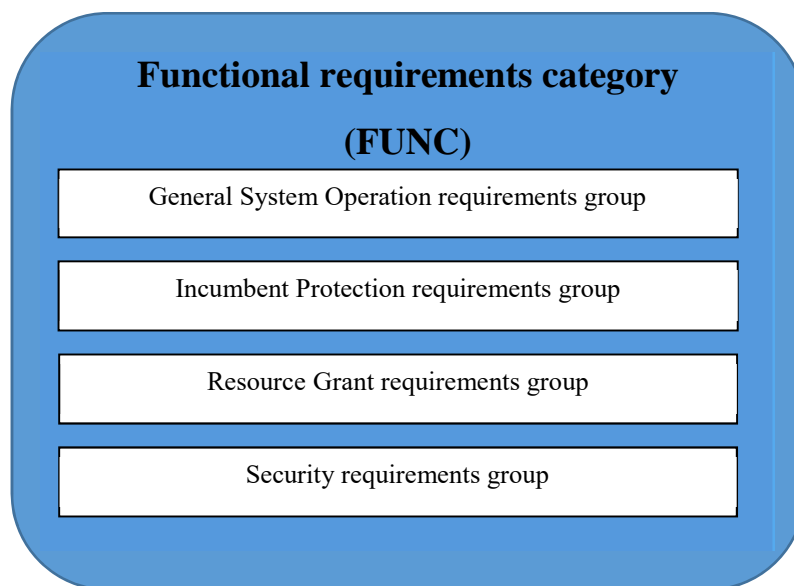 Functional requirements category
(FUNC)
General System Operation requirements group
Incumbent Protection requirements group
Resource Grant requirements group
Security requirements group